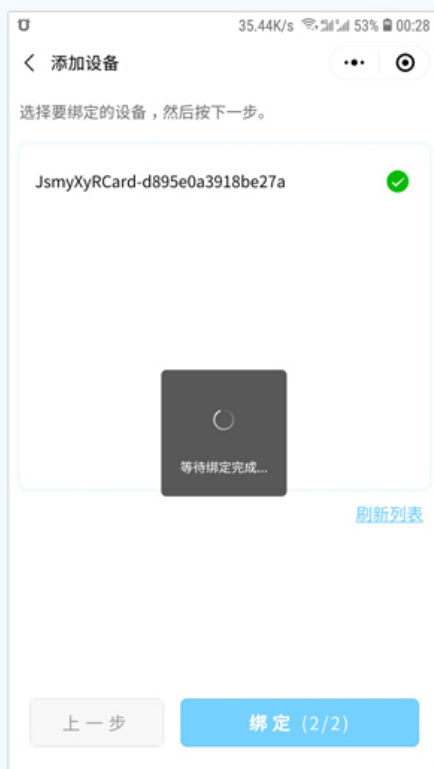 35.44K/s 53% 00:28
添加设备
选择要绑定的设备，然后按下一步。
JsmyXyRCard-d895e0a3918be27a
等待绑定完成...
刷新列表
上一步
绑定 (2/2)